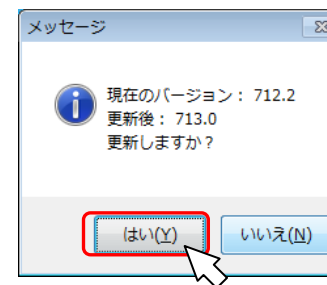 メッセージ
現在のバージョン： 712.2
更新後： 713.0
更新しますか？
はい(Y)
いいえ(N)